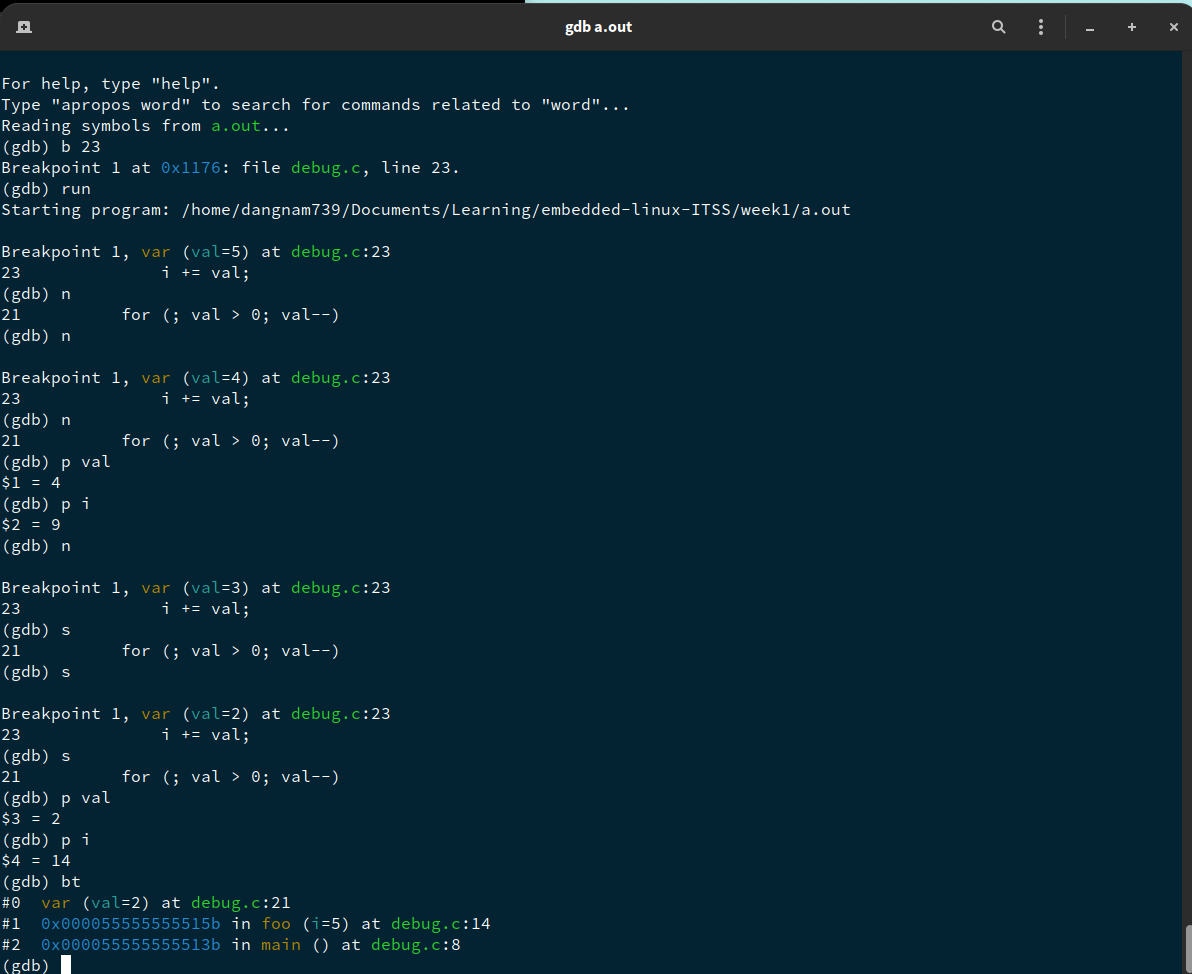 gdb a.out
For help, type "help".
Type "apropos word" to search for commands related to "word"...
Reading symbols from a.out...
(gdb) b 23
Breakpoint 1 at 0x1176: file debug.c, line 23.
(gdb) run
Starting program: /home/dangnam739/Documents/Learning/embedded-linux-ITSS/week1/a.out
Breakpoint 1, var (val=5) at debug.c:23
23              i += val;
(gdb) n
21          for (; val > 0; val--)
(gdb) n
Breakpoint 1, var (val=4) at debug.c:23
23              i += val;
(gdb) n
21          for (; val > 0; val--)
(gdb) p val
$1 = 4
(gdb) p i
$2 = 9
(gdb) n
Breakpoint 1, var (val=3) at debug.c:23
23              i += val;
(gdb) s
21          for (; val > 0; val--)
(gdb) s
Breakpoint 1, var (val=2) at debug.c:23
23              i += val;
(gdb) s
21          for (; val > 0; val--)
(gdb) p val
$3 = 2
(gdb) p i
$4 = 14
(gdb) bt
#0  var (val=2) at debug.c:21
#1  0x000055555555515b in foo (i=5) at debug.c:14
#2  0x000055555555513b in main () at debug.c:8
(gdb)